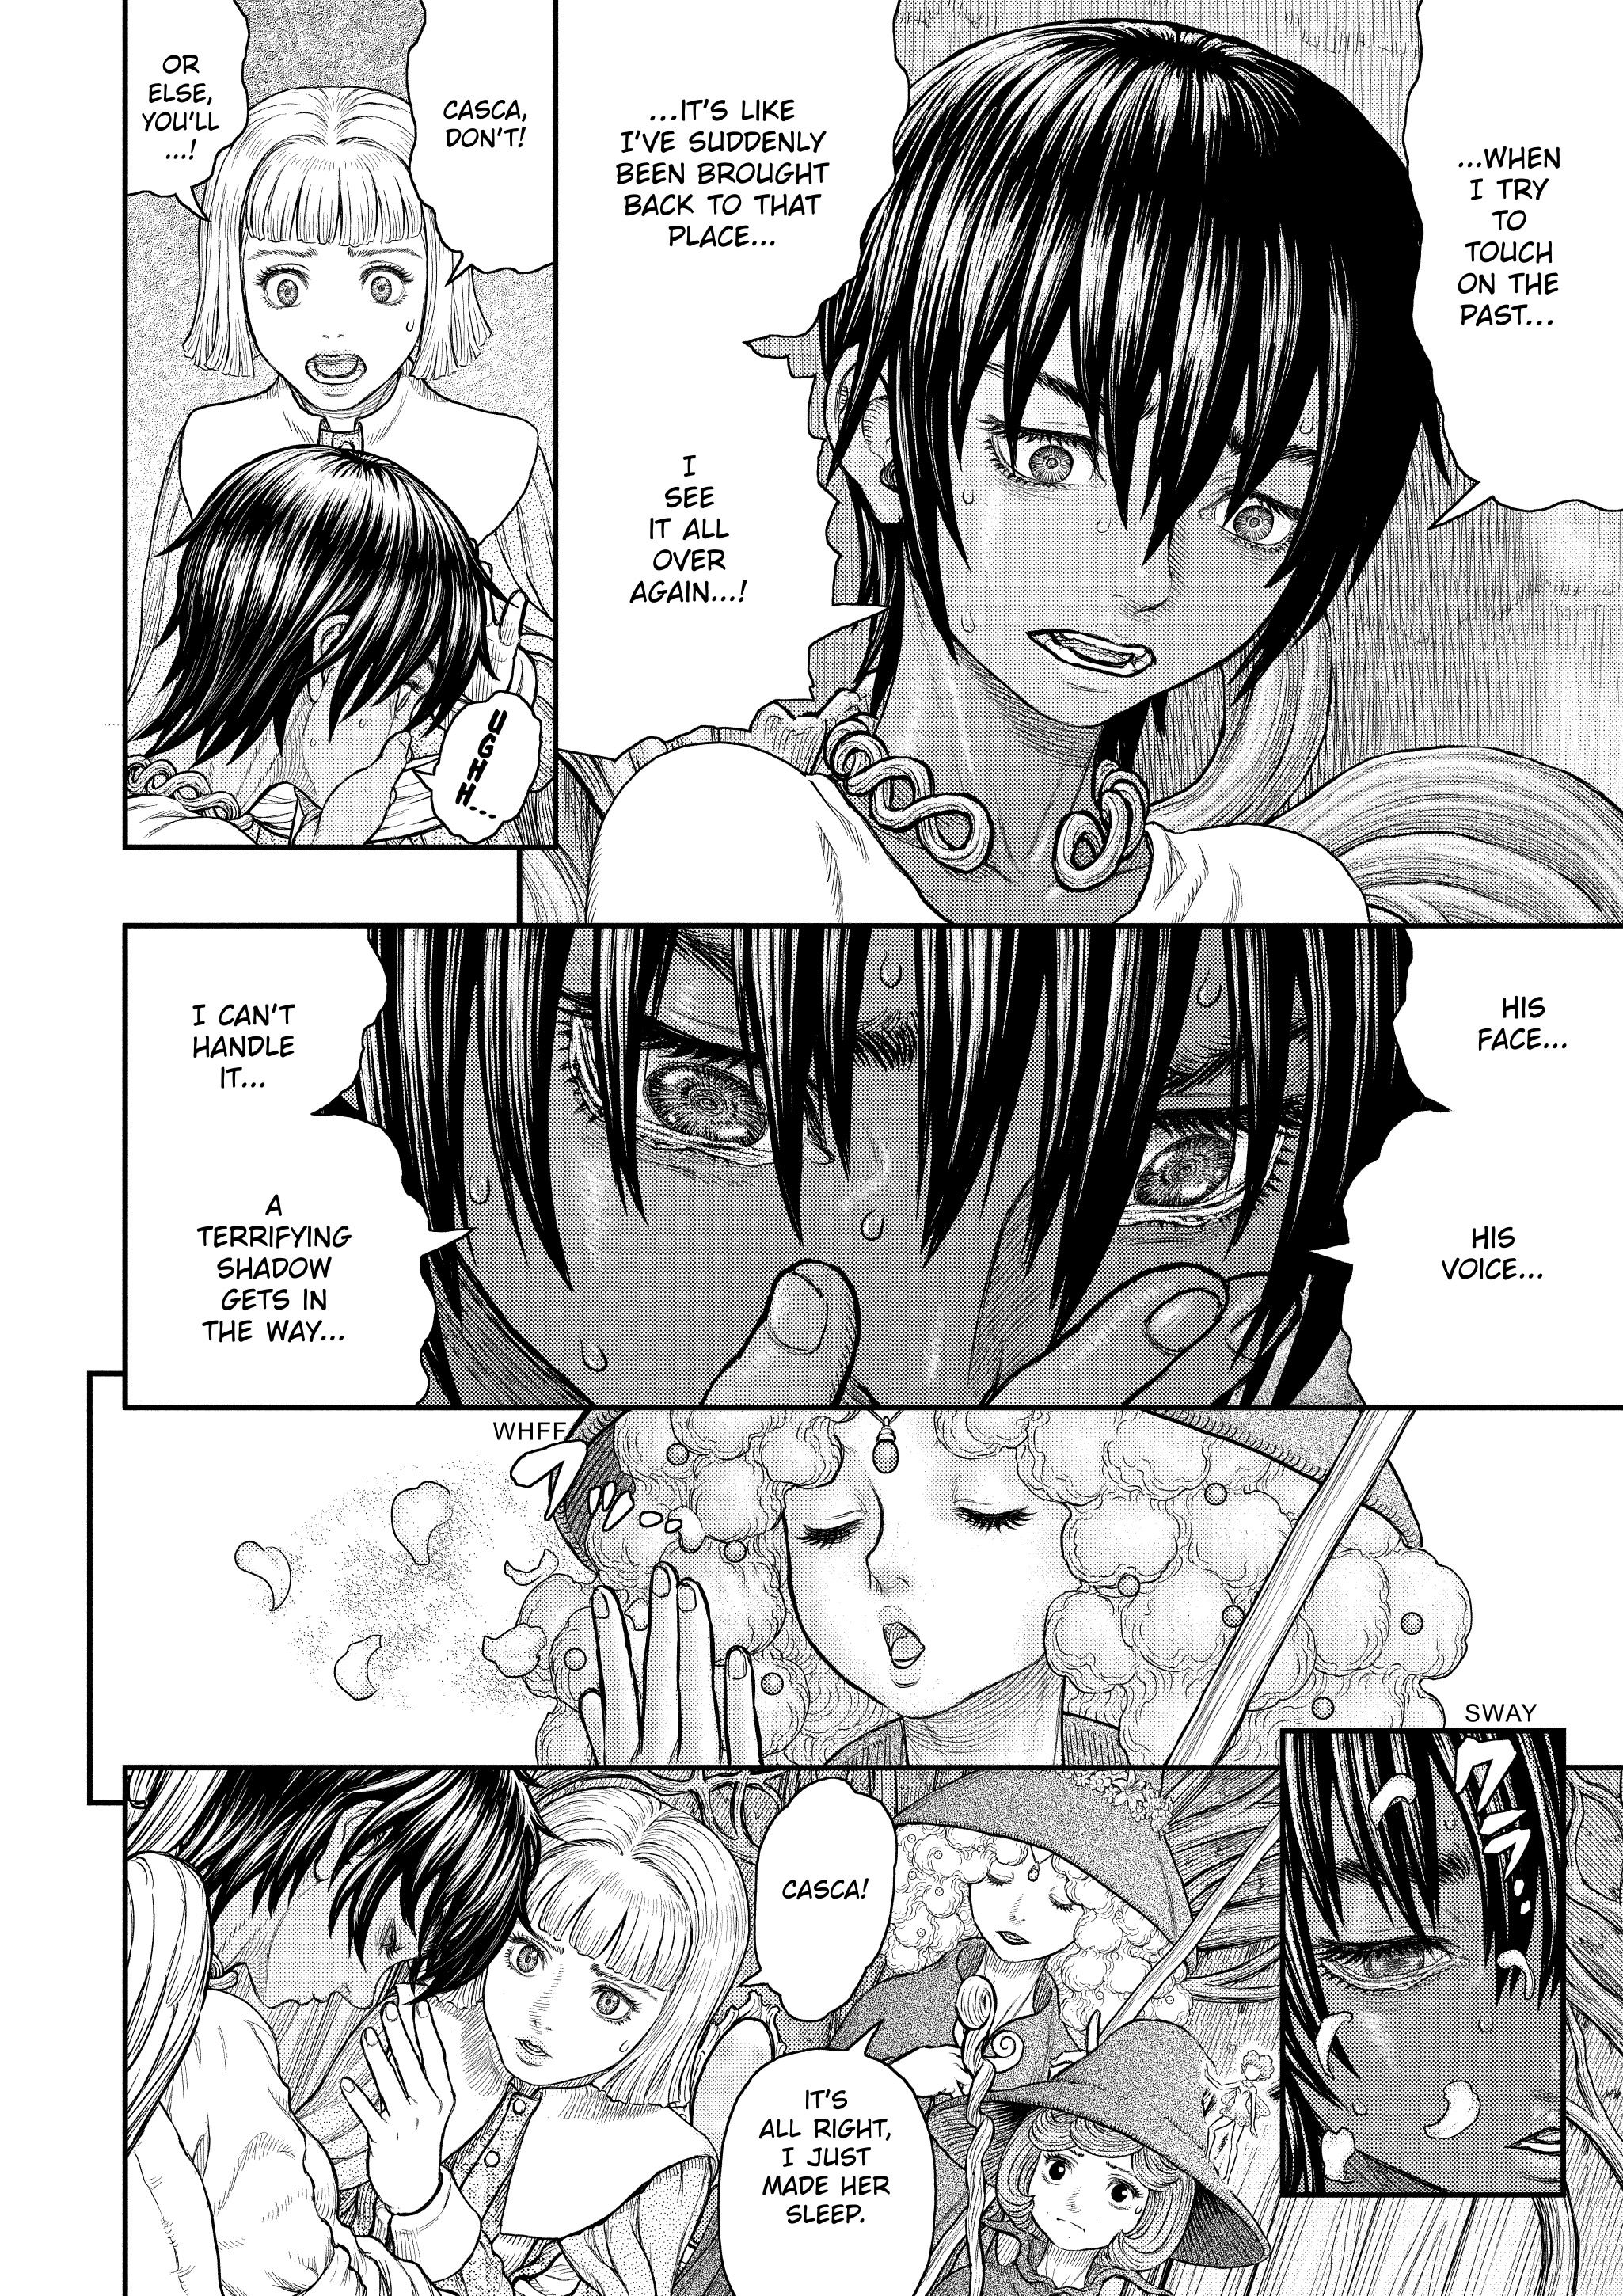 ...WHEN
I TRY
TO
TOUCH
ON THE
PAST...
...IT'S LIKE
I'VE SUDDENLY
BEEN BROUGHT
BACK TO THAT
PLACE...
I
SEE
IT ALL
OVER
AGAIN...!
CASCA,
DON'T!
OR
ELSE,
YOU'LL
...!
UGHH...
HIS
FACE...
HIS
VOICE...
I CAN'T
HANDLE
IT...
A
TERRIFYING
SHADOW
GETS IN
THE WAY...
WHFF
SWAY
クラ…
CASCA!
IT'S
ALL RIGHT,
I JUST
MADE HER
SLEEP.